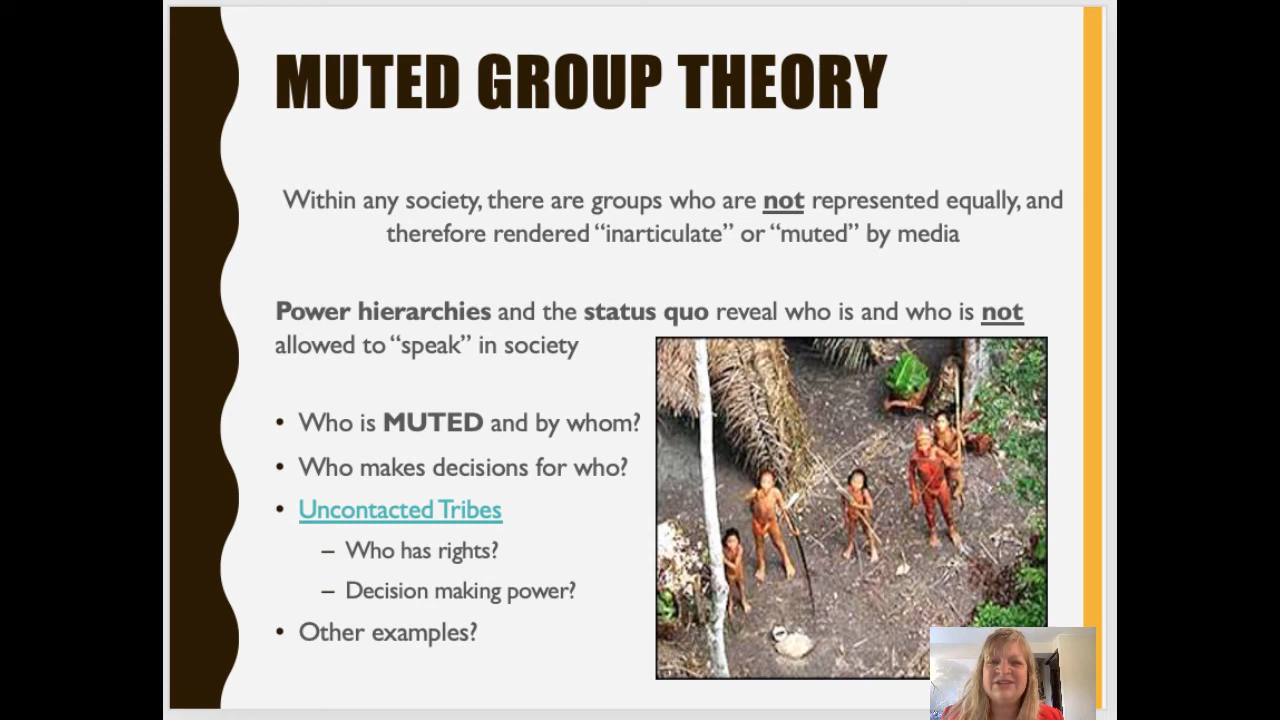 MUTED GROUP THEORY
Within any society, there are groups who are not represented equally, and
therefore rendered “inarticulate” or “muted” by media
Power hierarchies and the status quo reveal who is and who is not
allowed to “speak” in society
• Who is MUTED and by whom?
• Who makes decisions for who?
• Uncontacted Tribes
– Who has rights?
– Decision making power?
• Other examples?